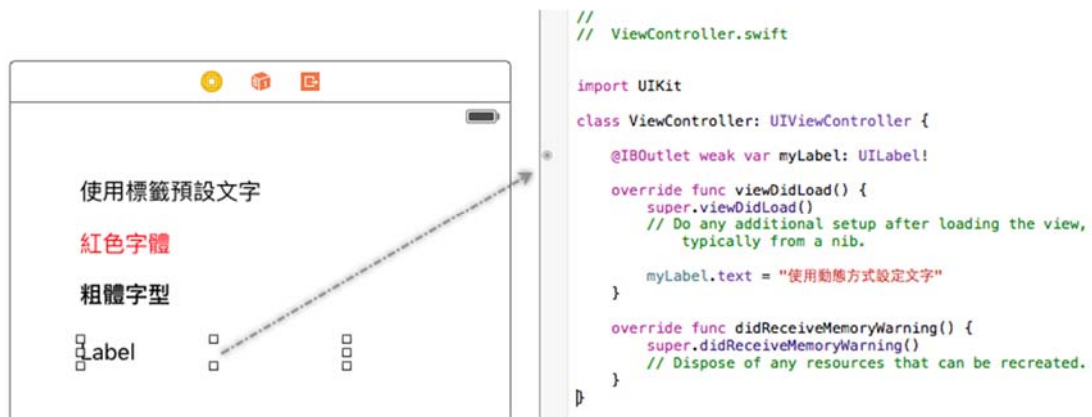 使用標籤預設文字
紅色字體
粗體字型
Label
//
//  ViewController.swift
import UIKit
class ViewController: UIViewController {
    @IBOutlet weak var myLabel: UILabel!
    override func viewDidLoad() {
        super.viewDidLoad()
        // Do any additional setup after loading the view,
            typically from a nib.
        myLabel.text = "使用動態方式設定文字"
    }
    override func didReceiveMemoryWarning() {
        super.didReceiveMemoryWarning()
        // Dispose of any resources that can be recreated.
    }
}